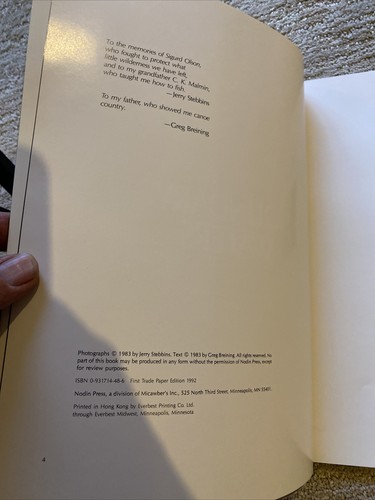 To the memories of Sigurd Olson,
who fought to protect what
little wilderness we have left,
and to my grandfather C. K. Malmin,
who taught me how to fish.
—Jerry Stebbins
To my father, who showed me canoe
country.
—Greg Breining
Photographs © 1983 by Jerry Stebbins. Text © 1983 by Greg Breining. All rights reserved. No
part of this book may be produced in any form without the permission of Nodin Press, except
for review purposes.
ISBN 0-931714-48-6 First Trade Paper Edition 1992
Nodin Press, a division of Micawber's Inc., 525 North Third Street, Minneapolis, MN 55401.
Printed in Hong Kong by Everbest Printing Co. Ltd.
through Everbest Midwest, Minneapolis, Minnesota
4